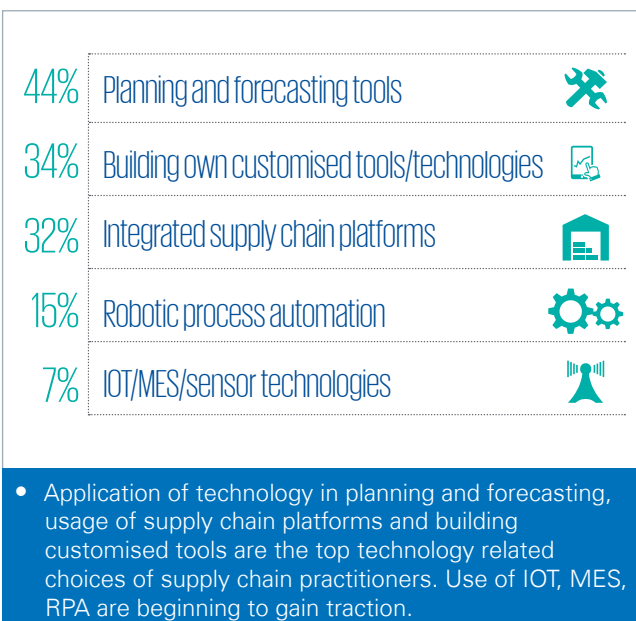 44% Planning and forecasting tools
34% Building own customised tools/technologies
32% Integrated supply chain platforms
15% Robotic process automation
7% IOT/MES/sensor technologies
• Application of technology in planning and forecasting,
usage of supply chain platforms and building
customised tools are the top technology related
choices of supply chain practitioners. Use of IOT, MES,
RPA are beginning to gain traction.